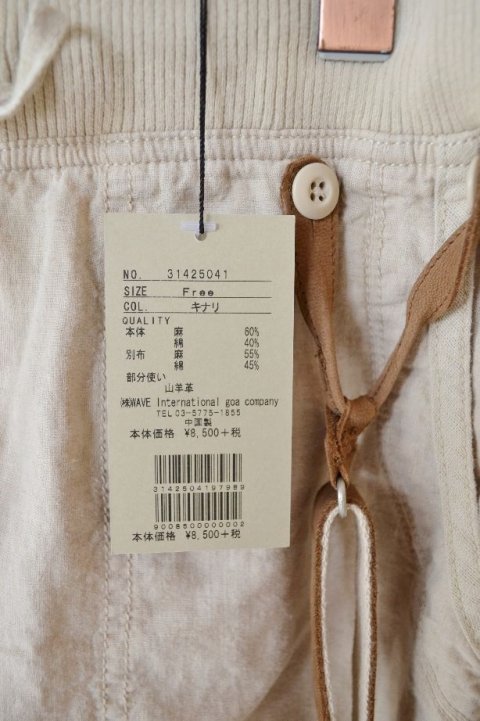 NO. 31425041
SIZE Free
COL. キナリ
QUALITY
本体 麻 60%
綿 40%
別布 麻 55%
綿 45%
部分使い
山羊革
㈱WAVE International goa company
TEL 03-5775-1855
中国製
本体価格 ¥8,500+税
3142504197989
9008500000002
本体価格 ¥8,500+税